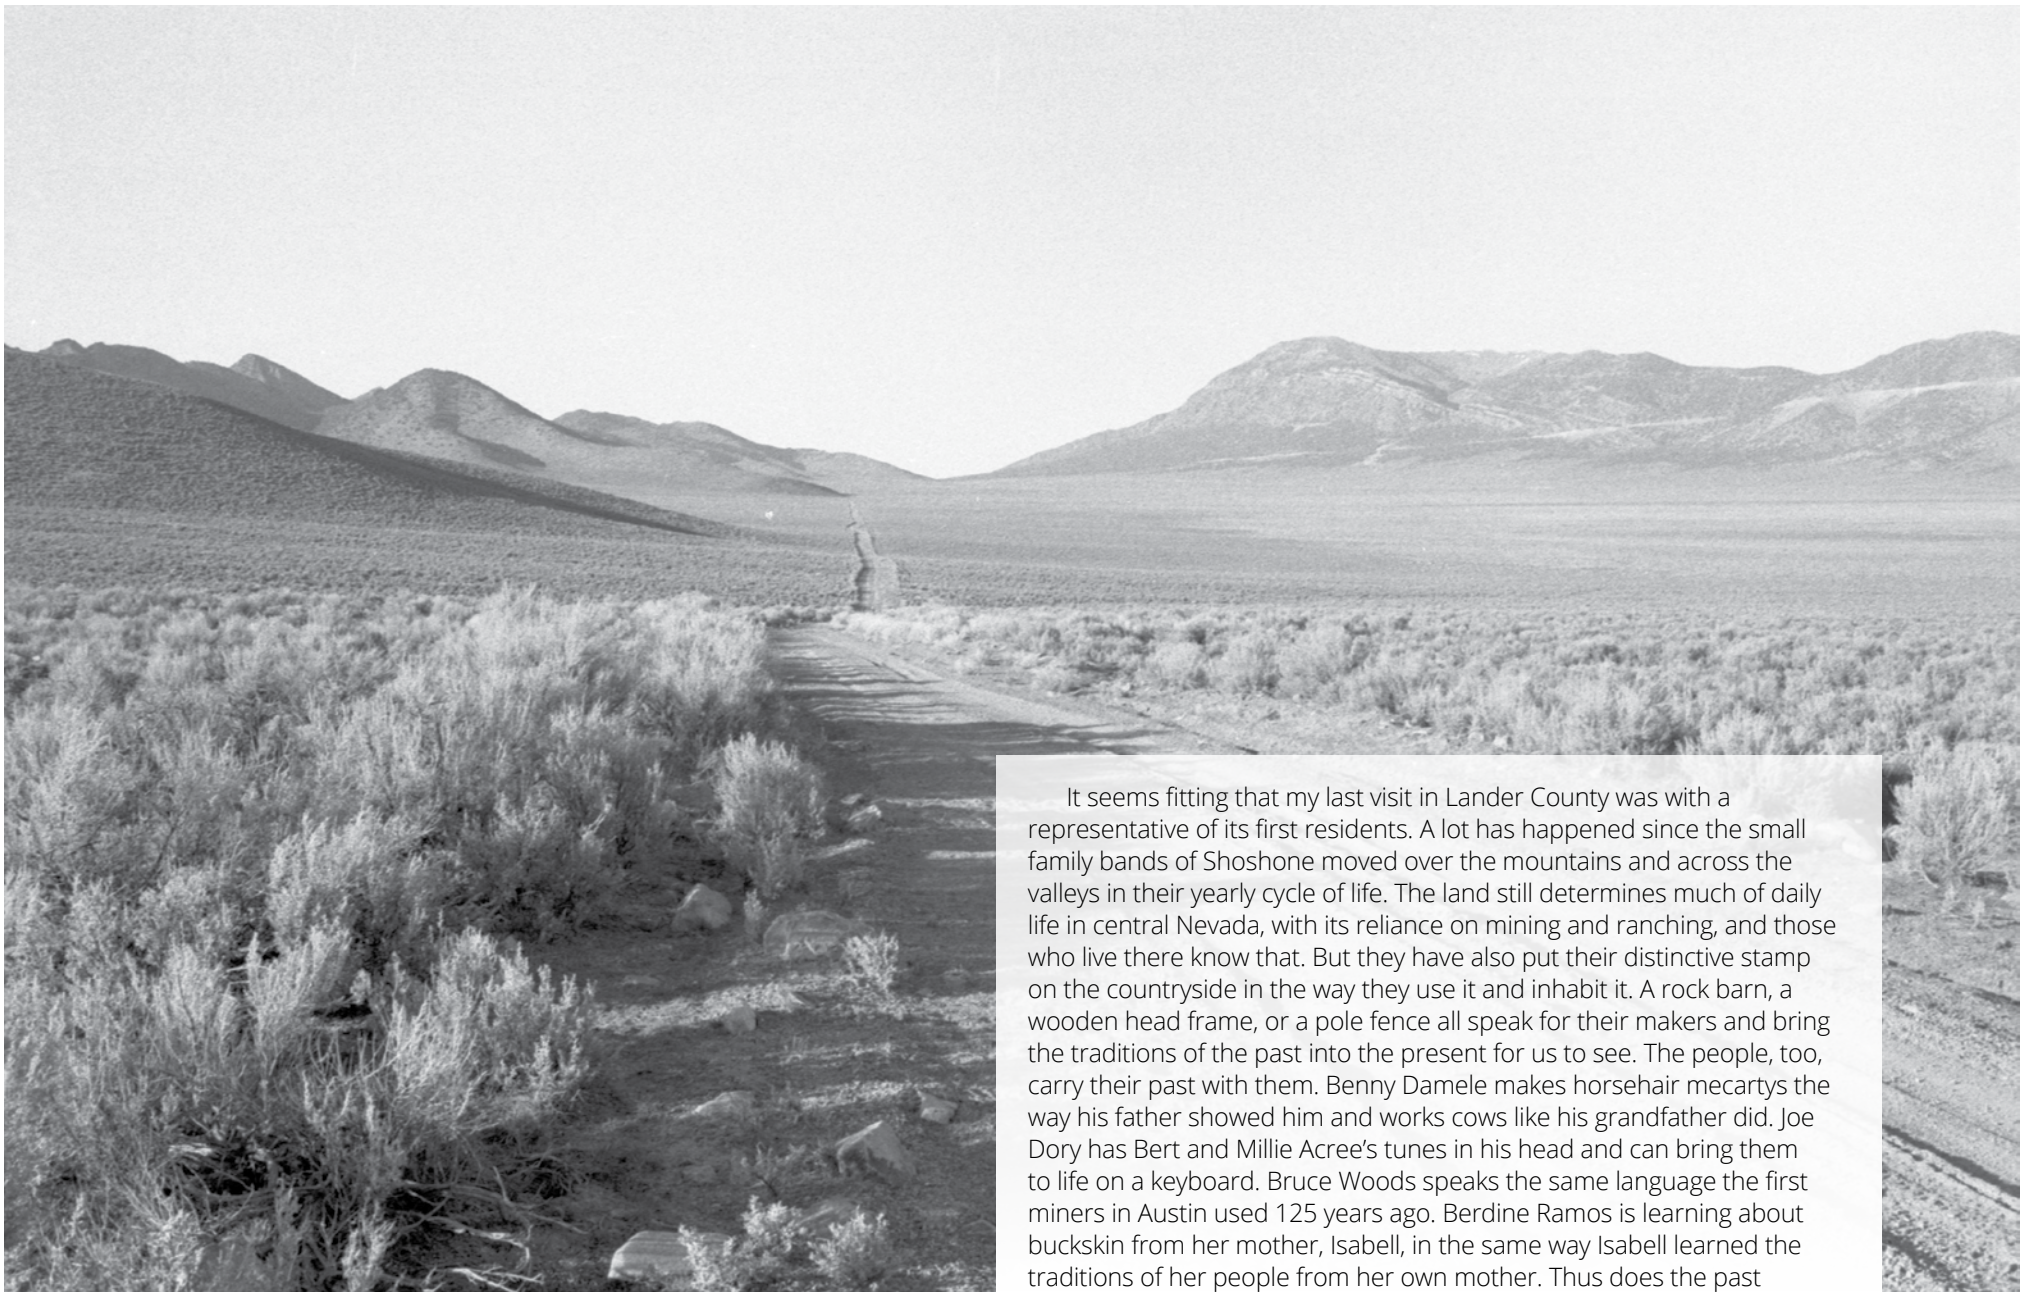 It seems fitting that my last visit in Lander County was with a
representative of its first residents. A lot has happened since the small
family bands of Shoshone moved over the mountains and across the
valleys in their yearly cycle of life. The land still determines much of daily
life in central Nevada, with its reliance on mining and ranching, and those
who live there know that. But they have also put their distinctive stamp
on the countryside in the way they use it and inhabit it. A rock barn, a
wooden head frame, or a pole fence all speak for their makers and bring
the traditions of the past into the present for us to see. The people, too,
carry their past with them. Benny Damele makes horsehair mecartys the
way his father showed him and works cows like his grandfather did. Joe
Dory has Bert and Millie Acree’s tunes in his head and can bring them
to life on a keyboard. Bruce Woods speaks the same language the first
miners in Austin used 125 years ago. Berdine Ramos is learning about
buckskin from her mother, Isabell, in the same way Isabell learned the
traditions of her people from her own mother. Thus does the past